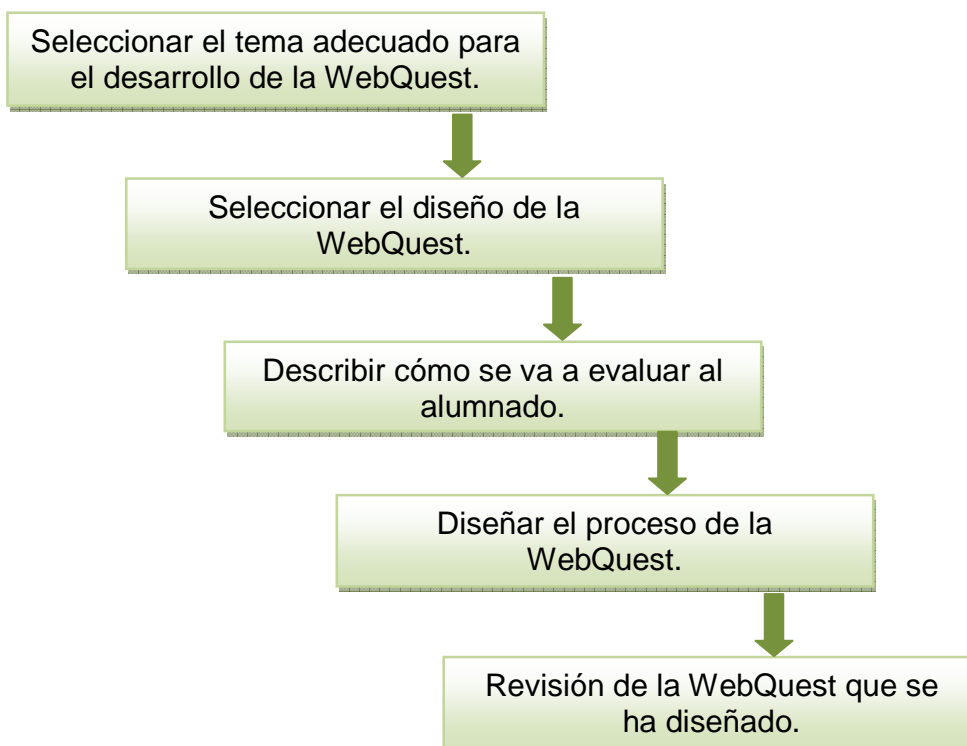 Seleccionar el tema adecuado para
el desarrollo de la WebQuest.
Seleccionar el diseño de la
WebQuest.
Describir cómo se va a evaluar al
alumnado.
Diseñar el proceso de la
WebQuest.
Revisión de la WebQuest que se
ha diseñado.